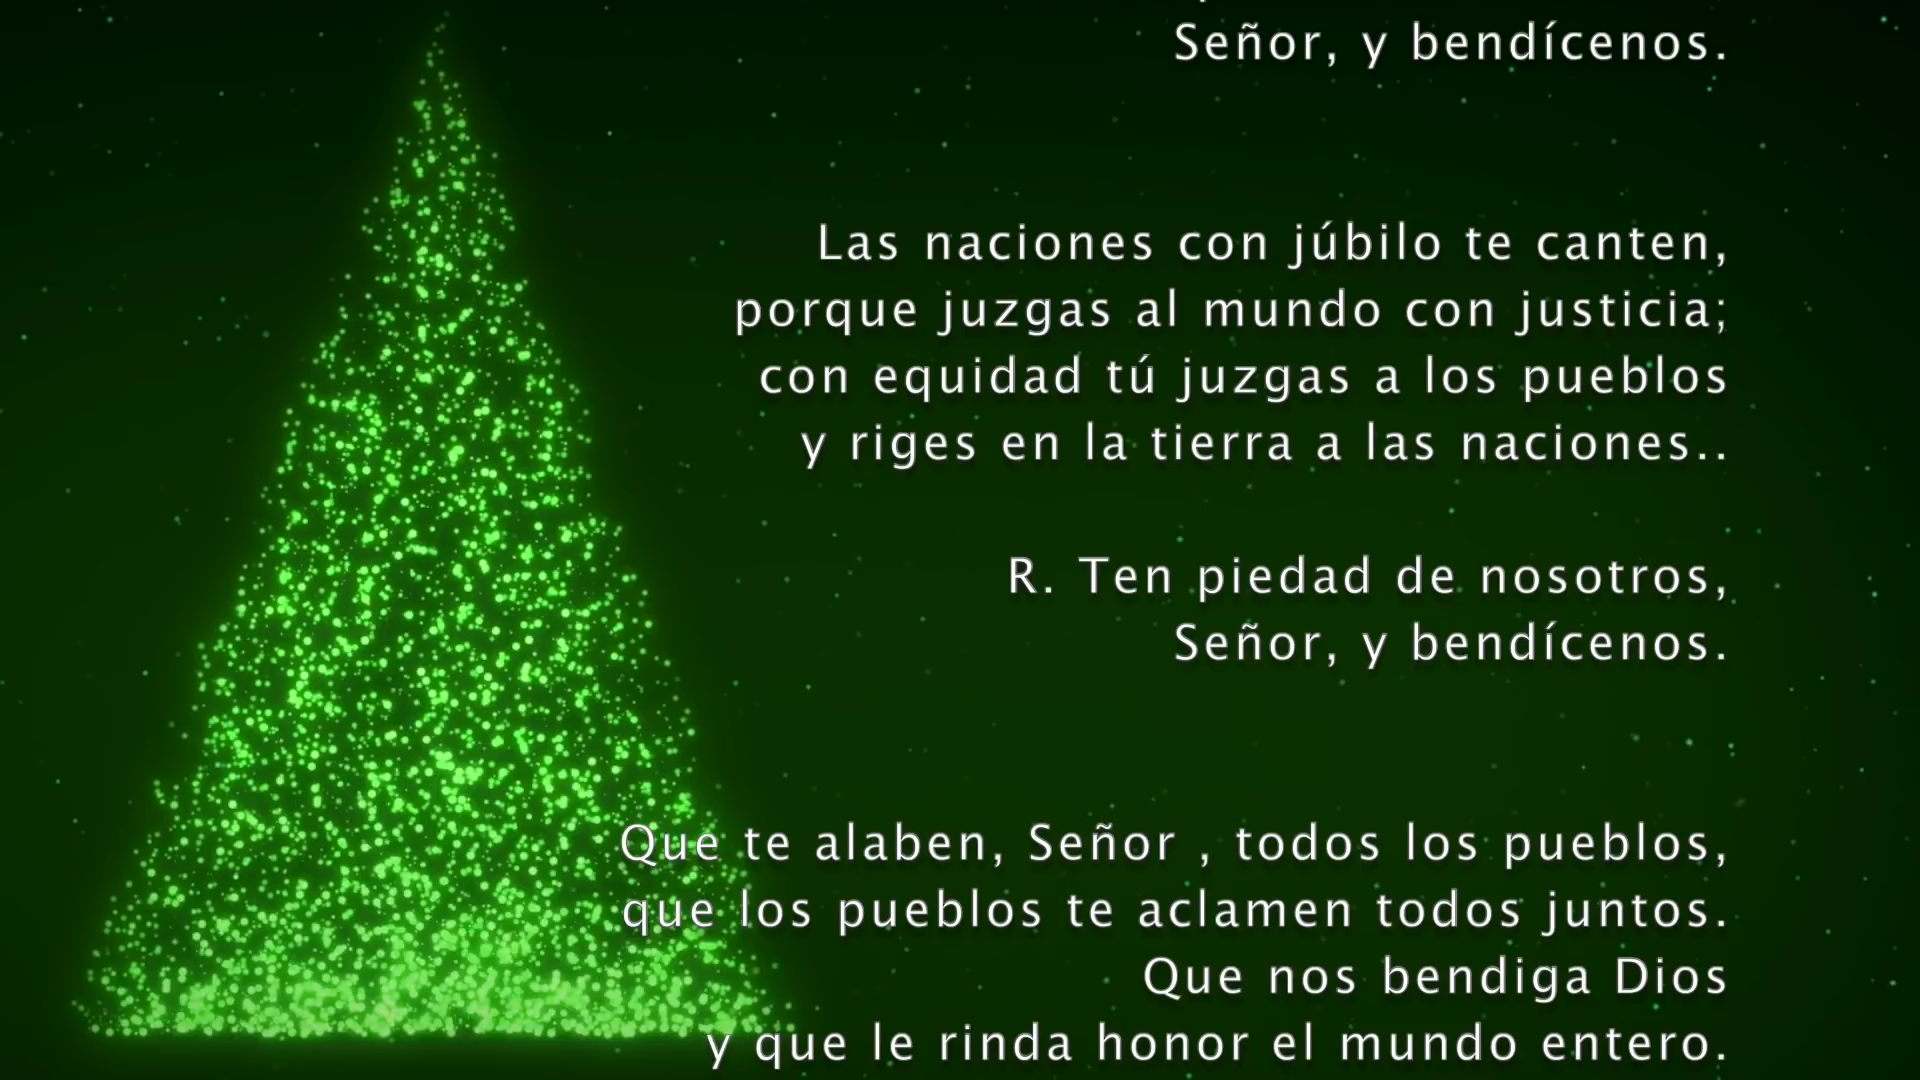 Señor, y bendícenos.
Las naciones con júbilo te canten,
porque juzgas al mundo con justicia;
con equidad tú juzgas a los pueblos
y riges en la tierra a las naciones..
R. Ten piedad de nosotros,
Señor, y bendícenos.
Que te alaben, Señor , todos los pueblos,
que los pueblos te aclamen todos juntos.
Que nos bendiga Dios
y que le rinda honor el mundo entero.